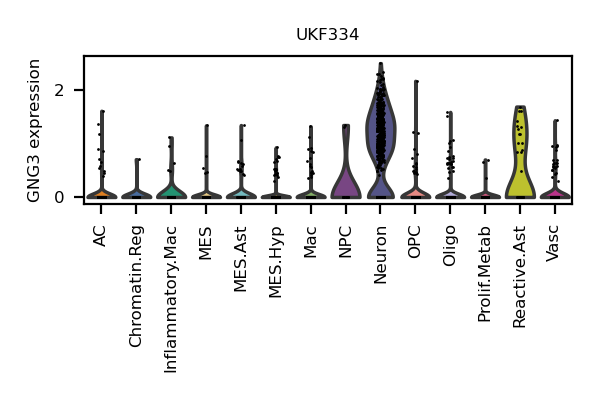 UKF334
GNG3 expression
2
0
AC
Chromatin.Reg
Inflammatory.Mac
MES
MES.Ast
MES.Hyp
Mac
NPC
Neuron
OPC
Oligo
Prolif.Metab
Reactive.Ast
Vasc